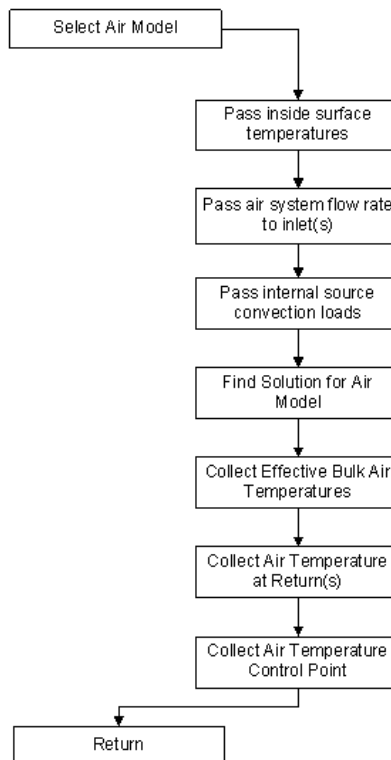 Select Air Model
Pass inside surface
temperatures
Pass air system flow rate
to inlet(s)
Pass internal source
convection loads
Find Solution for Air
Model
Collect Effective Bulk Air
Temperatures
Collect Air Temperature
at Return(s)
Collect Air Temperature
Control Point
Return